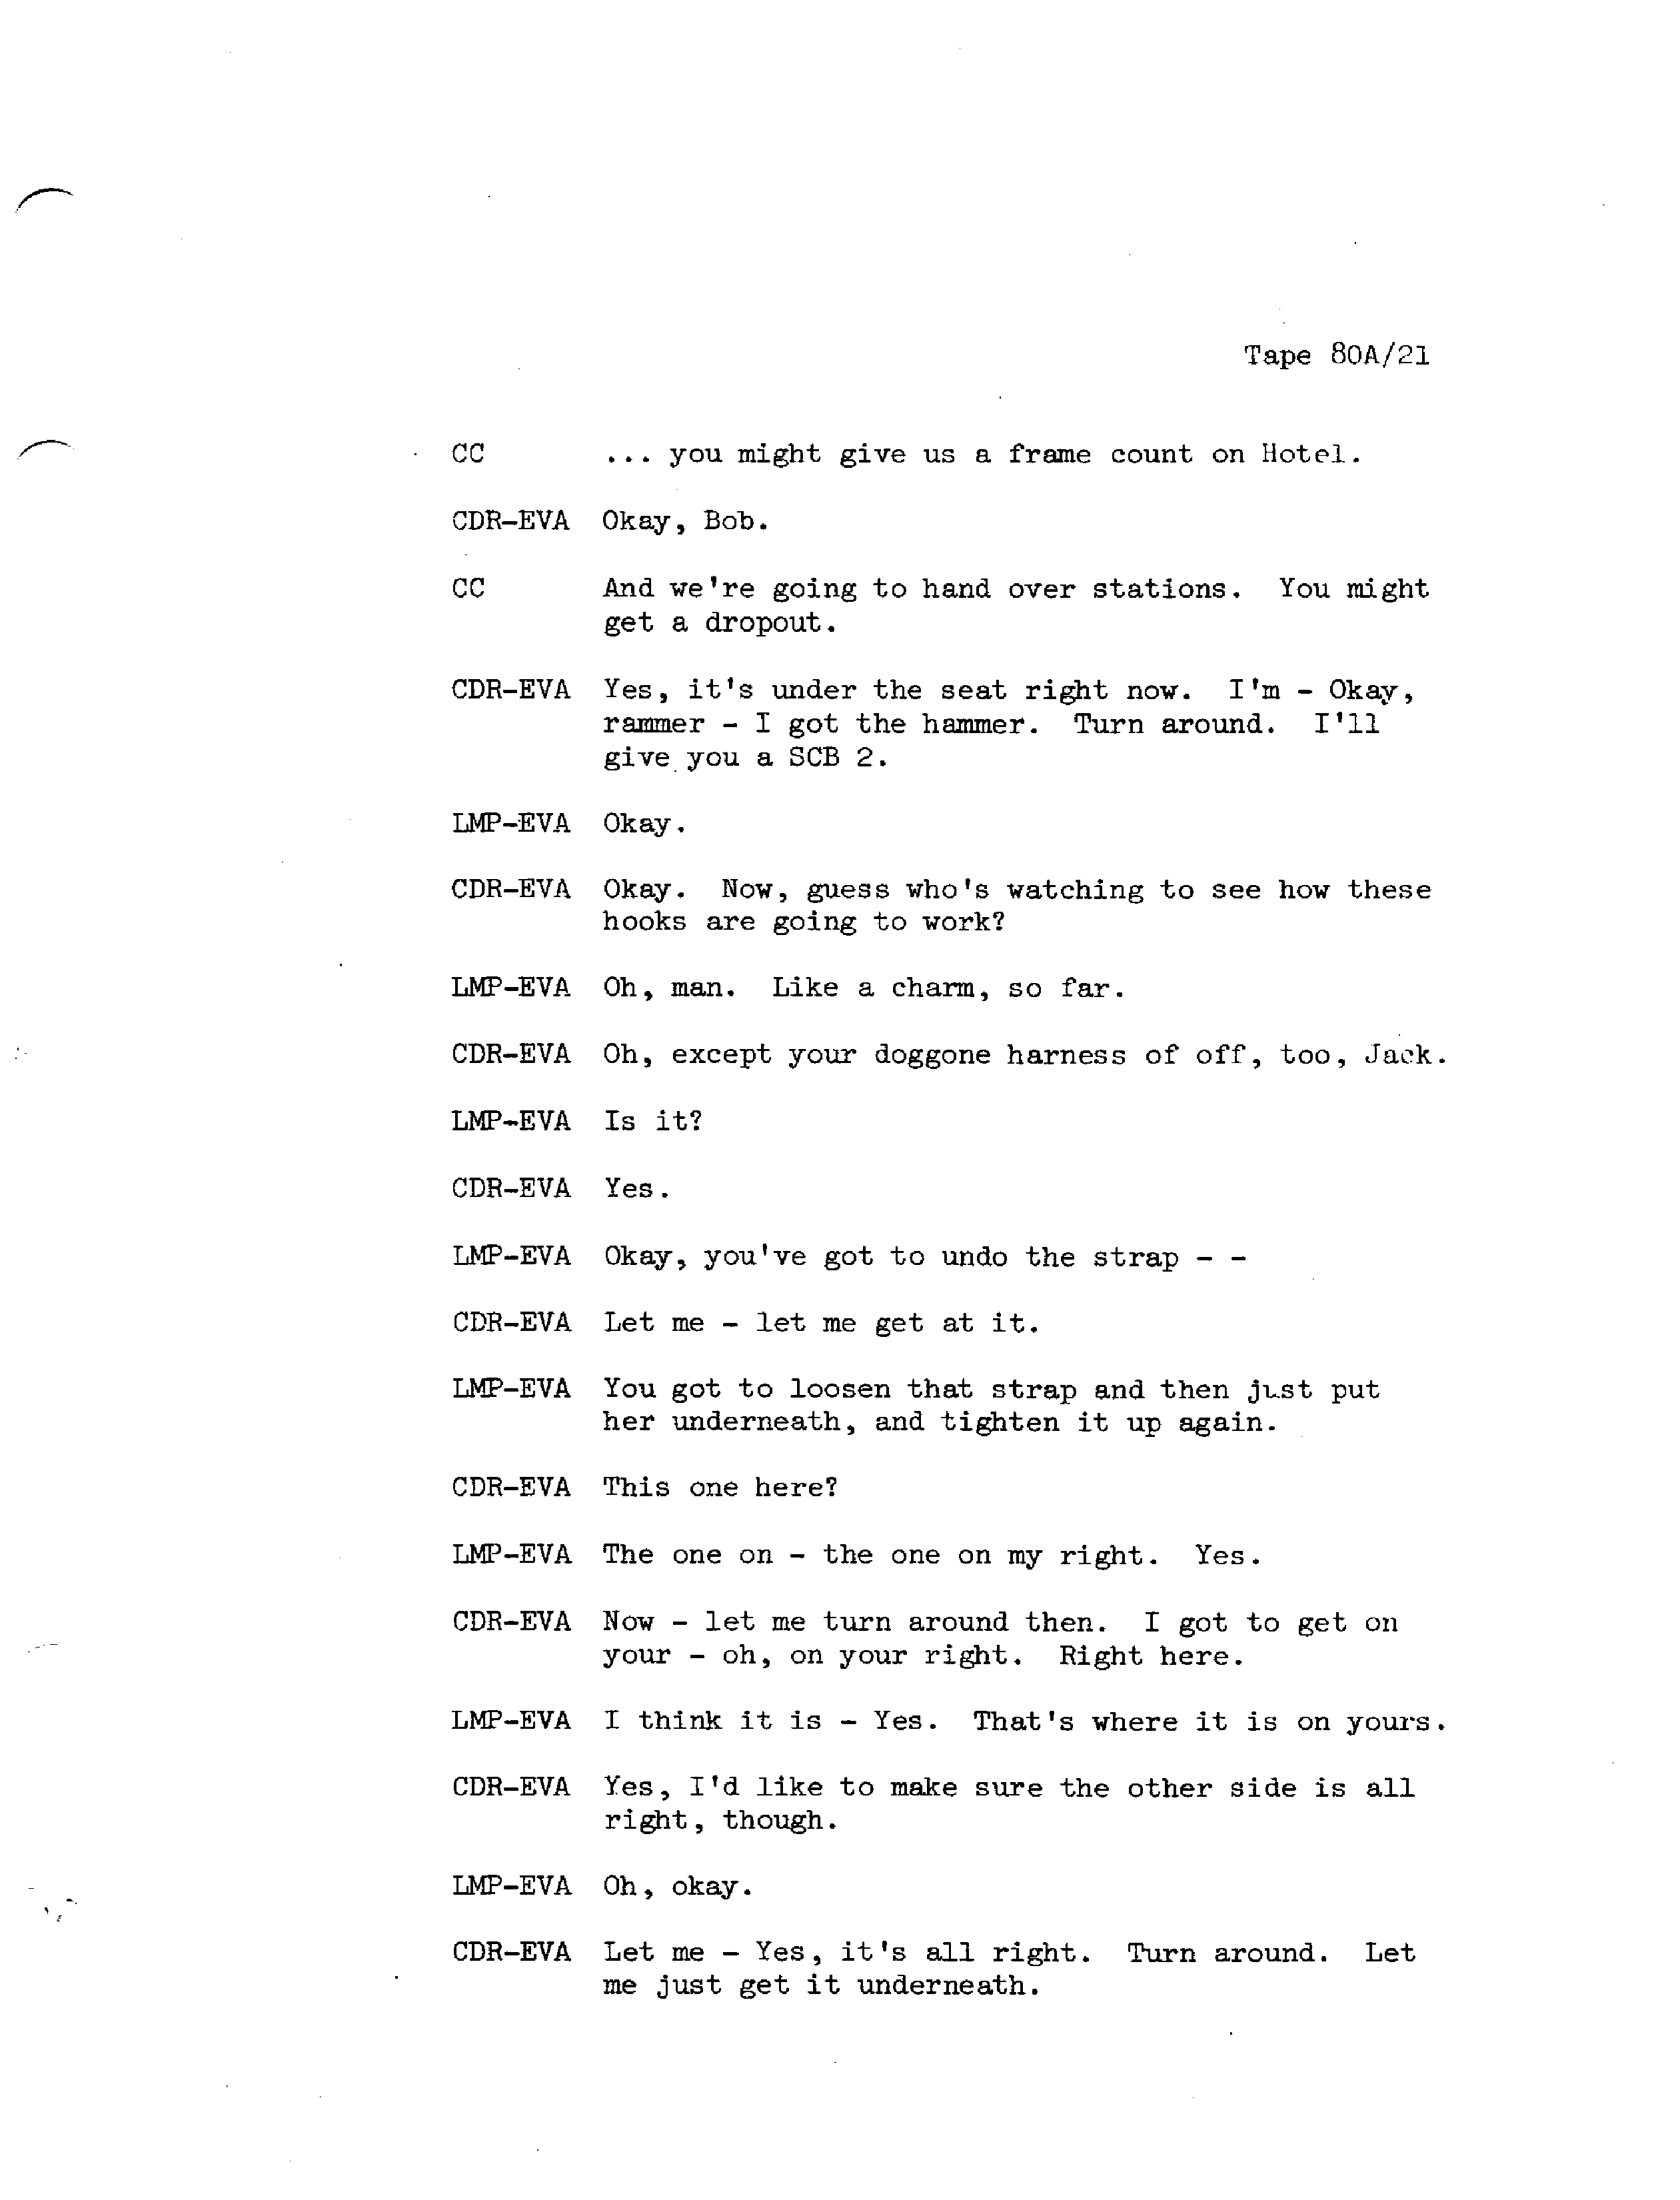 Tape 80A/21
CC ... you might give us a frame count on Hotel.
CDR-EVA Okay, Bob.
CC And we're going to hand over stations. You might
get a dropout.
CDR-EVA Yes, it's under the seat right now. I'm - Okay,
rammer - I got the hammer. Turn around. I'll
give you a SCB 2.
LMP-EVA Okay.
CDR-EVA Okay. Now, guess who's watching to see how these
hooks are going to work?
LMP-EVA Oh, man. Like a charm, so far.
CDR-EVA Oh, except your doggone harness of off, too, Jack.
LMP-EVA Is it?
CDR-EVA Yes.
LMP-EVA Okay, you've got to undo the strap - -
CDR-EVA Let me - let me get at it.
LMP-EVA You got to loosen that strap and then just put
her underneath, and tighten it up again.
CDR-EVA This one here?
LMP-EVA The one on - the one on my right. Yes.
CDR-EVA Now - let me turn around then. I got to get on
your - oh, on your right. Right here.
LMP-EVA I think it is - Yes. That's where it is on yours.
CDR-EVA Yes, I'd like to make sure the other side is all
right, though.
LMP-EVA Oh, okay.
CDR-EVA Let me - Yes, it's all right. Turn around. Let
me just get it underneath.